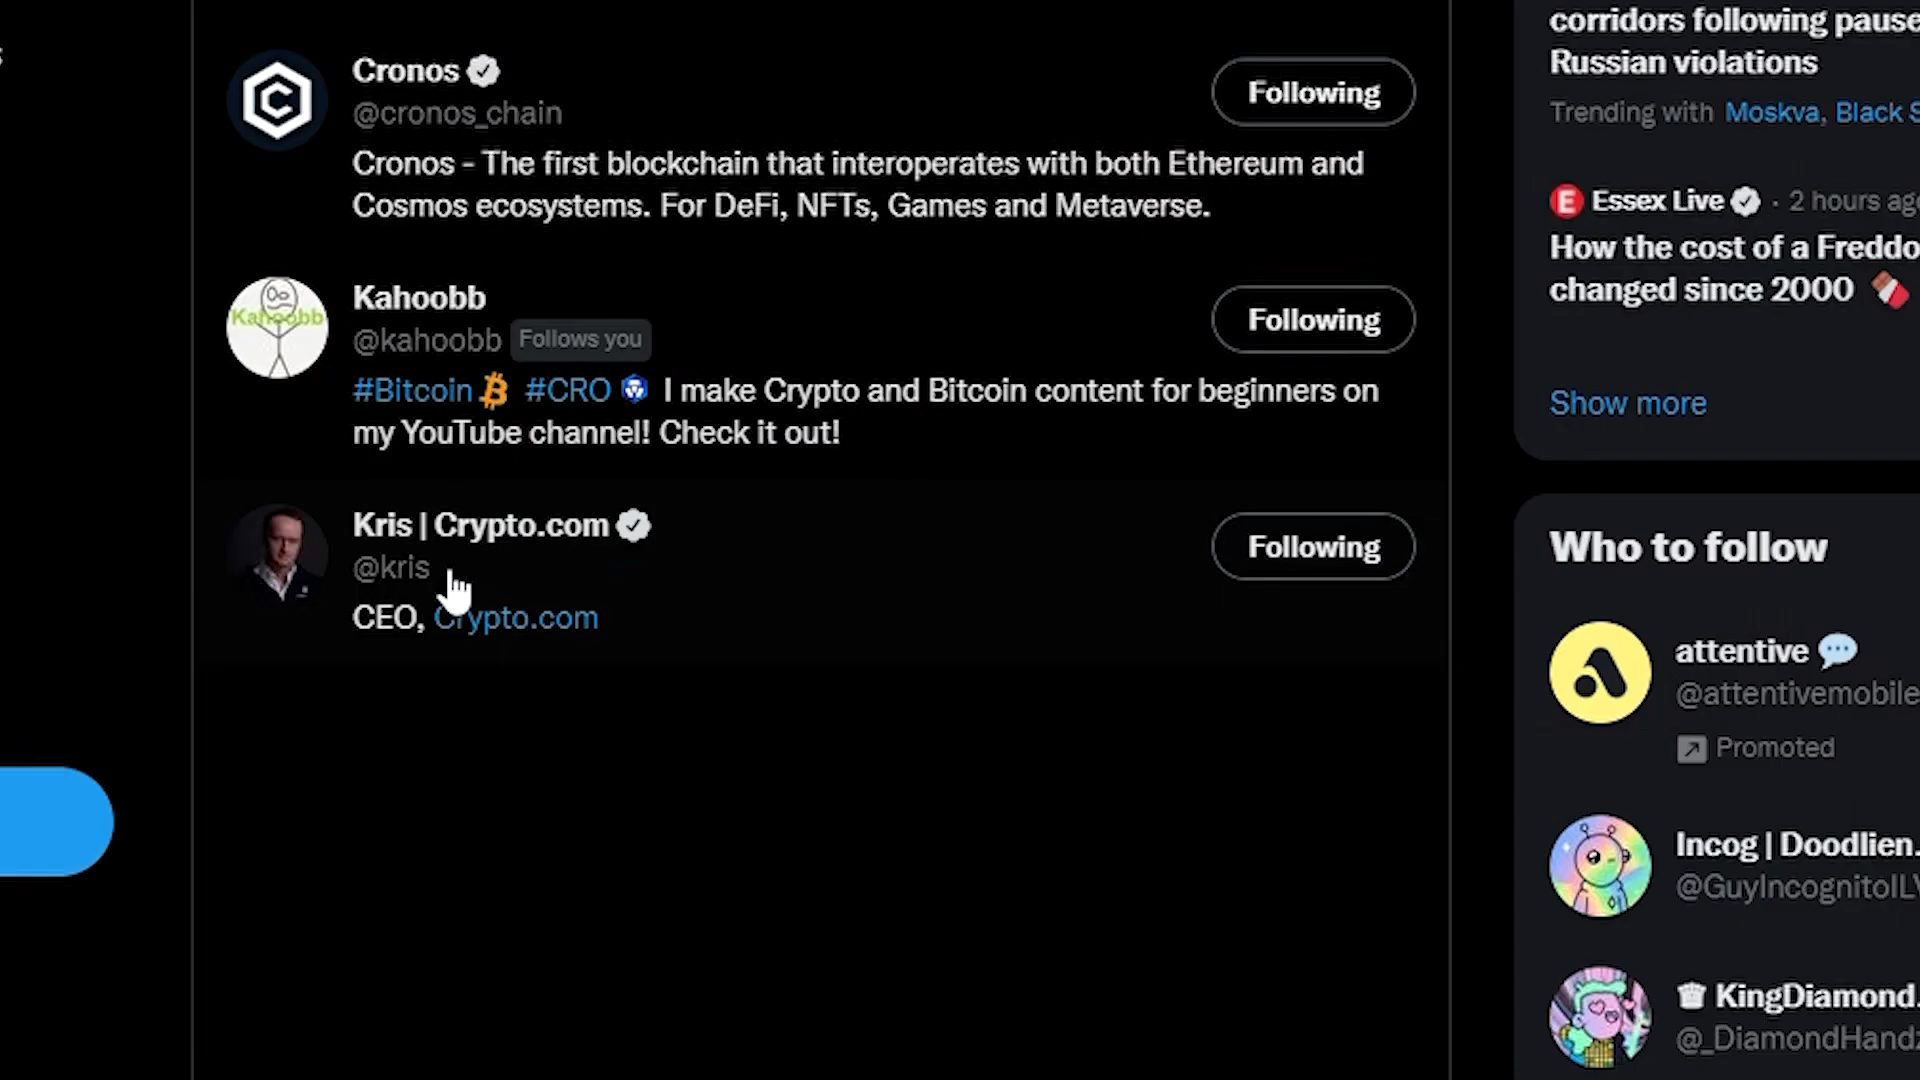 Cronos
@cronos_chain
Following
Cronos - The first blockchain that interoperates with both Ethereum and
Cosmos ecosystems. For DeFi, NFTs, Games and Metaverse.
Kahoobb
Kahoobb
@kahoobb Follows you
Following
#Bitcoin #CRO I make Crypto and Bitcoin content for beginners on
my YouTube channel! Check it out!
Kris | Crypto.com
@kris
Following
CEO, Crypto.com
corridors following pause
Russian violations
Trending with Moskva, Black S
E Essex Live · 2 hours ag
How the cost of a Freddo
changed since 2000
Show more
Who to follow
attentive
@attentivemobile
Promoted
Incog | Doodlien.
@GuyIncognitoIL
KingDiamond.
@_DiamondHand